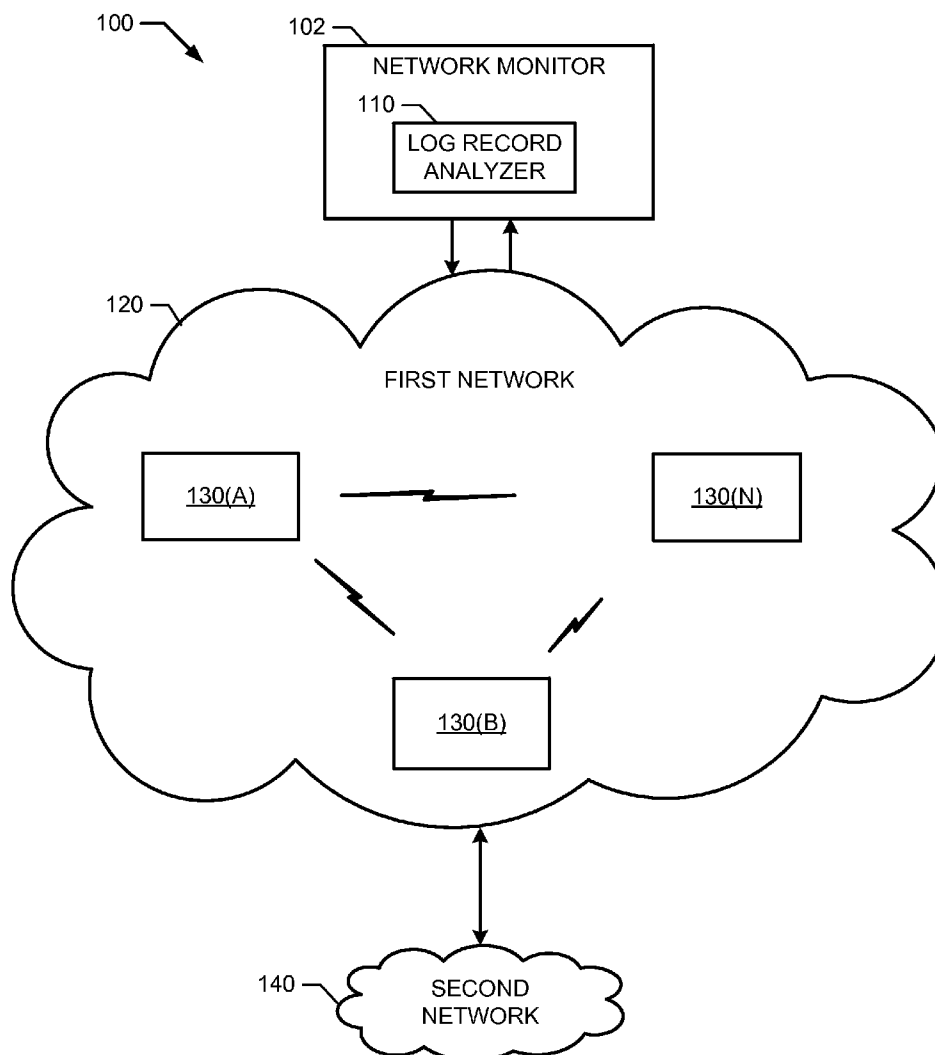 100
102
NETWORK MONITOR
110
LOG RECORD
ANALYZER
120
FIRST NETWORK
130(A)
130(N)
130(B)
140
SECOND
NETWORK